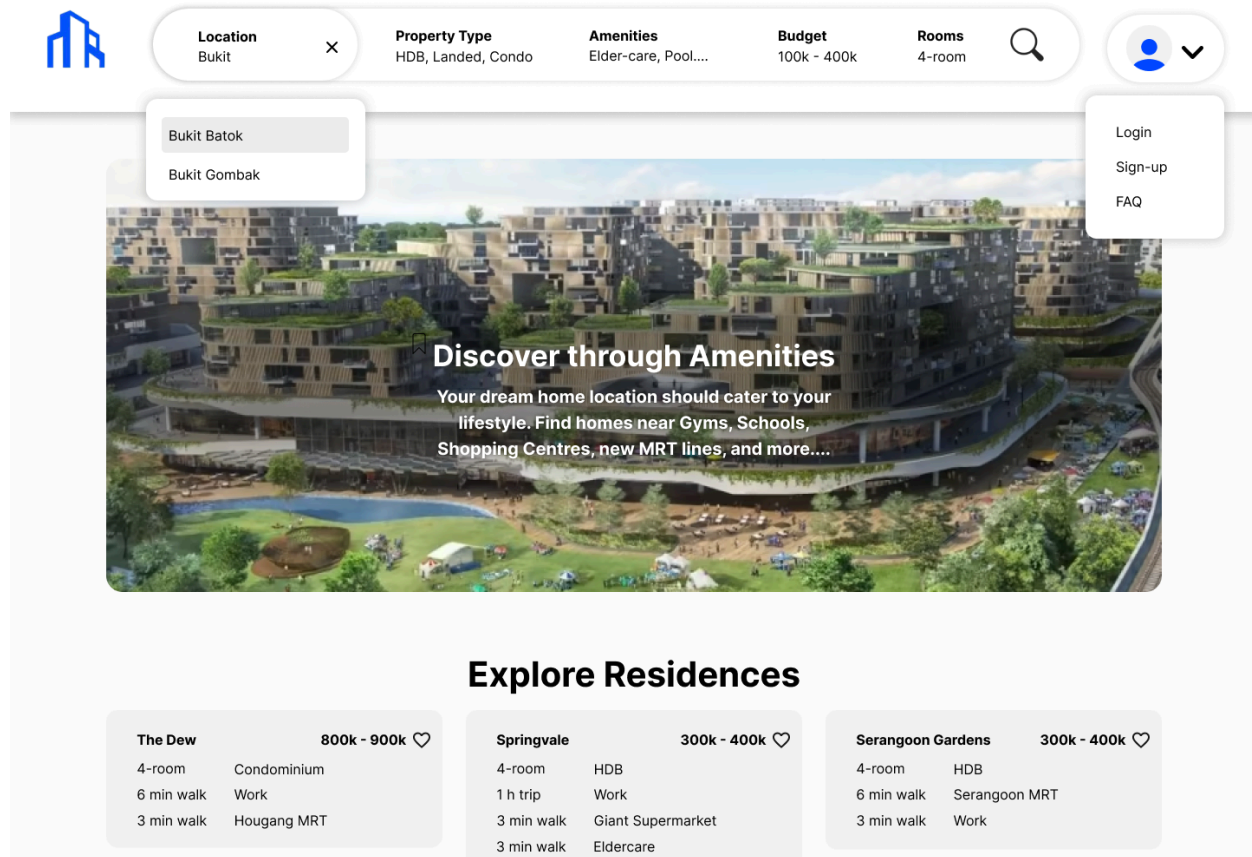 Location
Bukit
Property Type
HDB, Landed, Condo
Amenities
Elder-care, Pool....
Budget
100k - 400k
Rooms
4-room
Bukit Batok
Bukit Gombak
Login
Sign-up
FAQ
Discover through Amenities
Your dream home location should cater to your
lifestyle. Find homes near Gyms, Schools,
Shopping Centres, new MRT lines, and more....
Explore Residences
The Dew 800k - 900k
4-room Condominium
6 min walk Work
3 min walk Hougang MRT
Springvale 300k - 400k
4-room HDB
1 h trip Work
3 min walk Giant Supermarket
3 min walk Eldercare
Serangoon Gardens 300k - 400k
4-room HDB
6 min walk Serangoon MRT
3 min walk Work